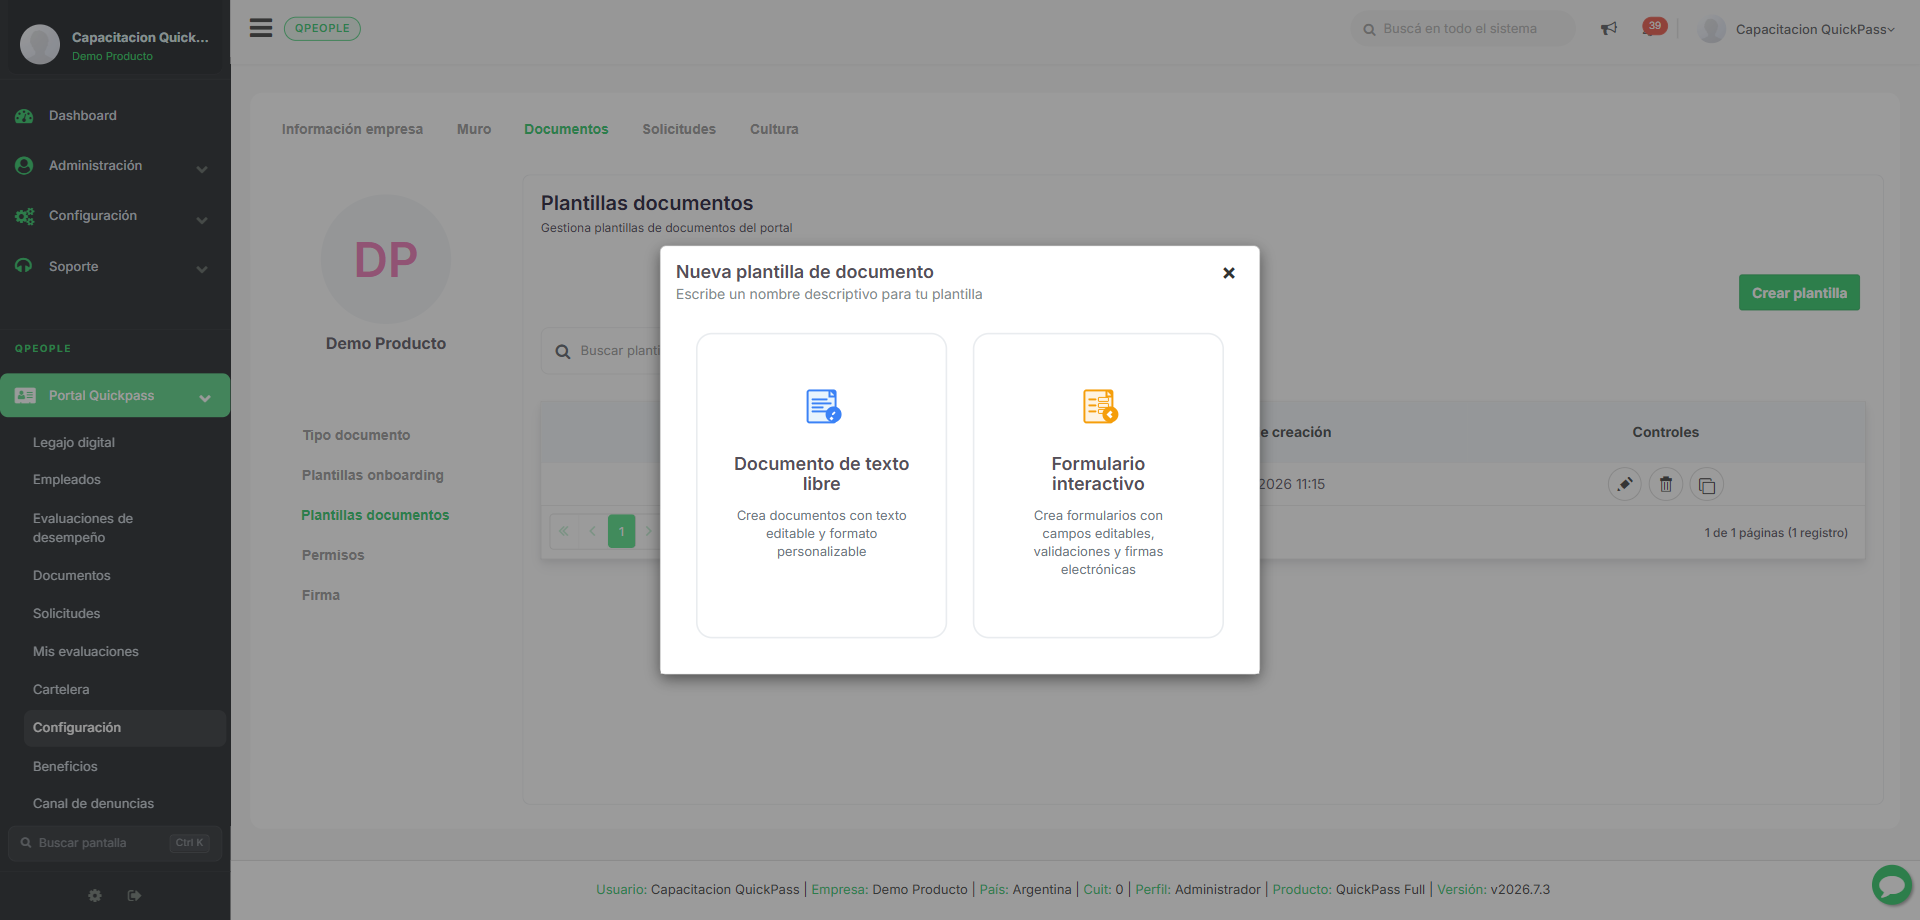 Capacitacion Quick...
Demo Producto
QPEOPLE
Buscá en todo el sistema
39
Capacitacion QuickPass
Dashboard
Administración
Configuración
Soporte
QPEOPLE
Portal Quickpass
Legajo digital
Empleados
Evaluaciones de
desempeño
Documentos
Solicitudes
Mis evaluaciones
Cartelera
Configuración
Beneficios
Canal de denuncias
Buscar pantalla
Ctrl K
Información empresa
Muro
Documentos
Solicitudes
Cultura
DP
Demo Producto
Tipo documento
Plantillas onboarding
Plantillas documentos
Permisos
Firma
Plantillas documentos
Gestiona plantillas de documentos del portal
Crear plantilla
Nueva plantilla de documento
Escribe un nombre descriptivo para tu plantilla
Documento de texto
libre
Crea documentos con texto
editable y formato
personalizable
Formulario
interactivo
Crea formularios con
campos editables,
validaciones y firmas
electrónicas
e creación
Controles
2026 11:15
1
1 de 1 páginas (1 registro)
Usuario: Capacitacion QuickPass | Empresa: Demo Producto | País: Argentina | Cuit: 0 | Perfil: Administrador | Producto: QuickPass Full | Versión: v2026.7.3